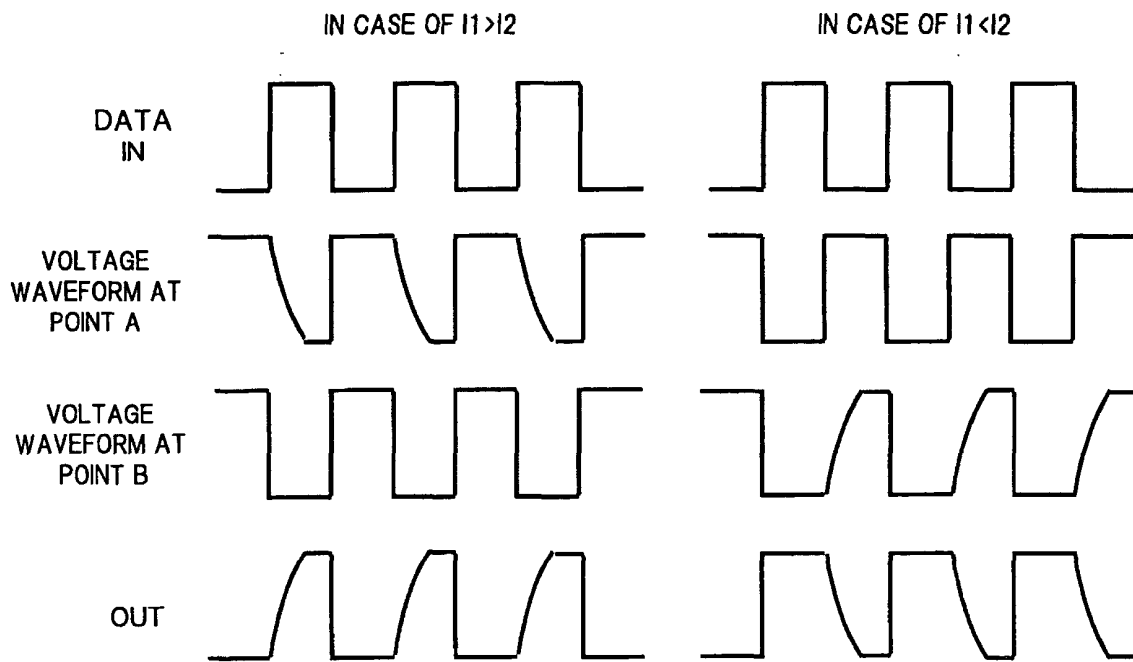 IN CASE OF I1>I2
IN CASE OF I1<I2
DATA
IN
VOLTAGE
WAVEFORM AT
POINT A
VOLTAGE
WAVEFORM AT
POINT B
OUT